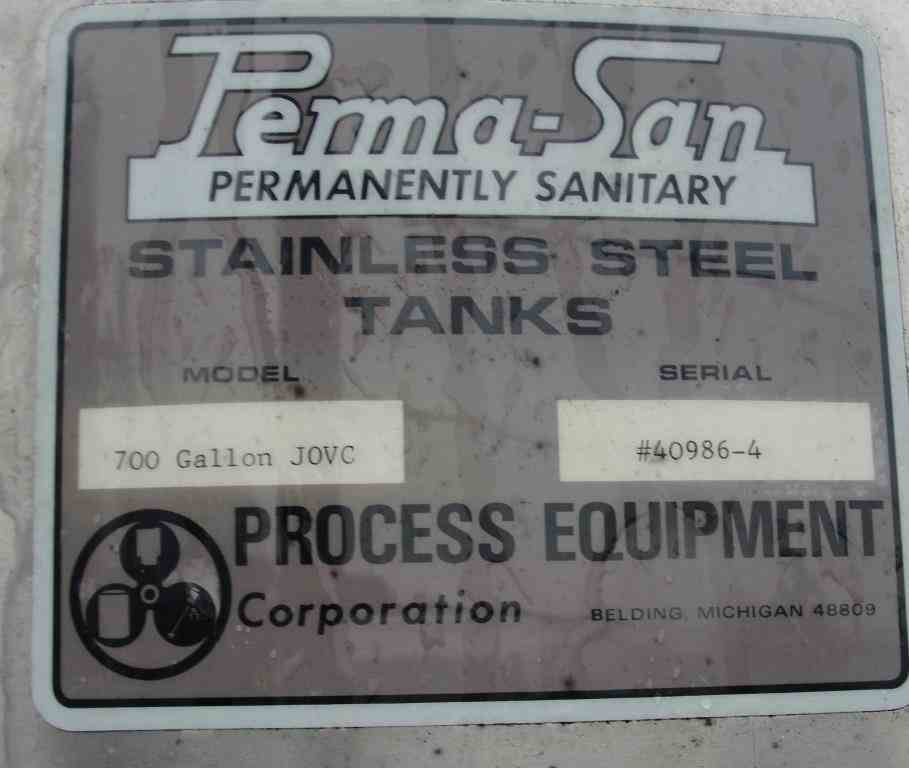 Perma-San
PERMANENTLY SANITARY
STAINLESS STEEL
TANKS
MODEL SERIAL
700 Gallon JOVC #40986-4
PROCESS EQUIPMENT
Corporation BELDING, MICHIGAN 48809